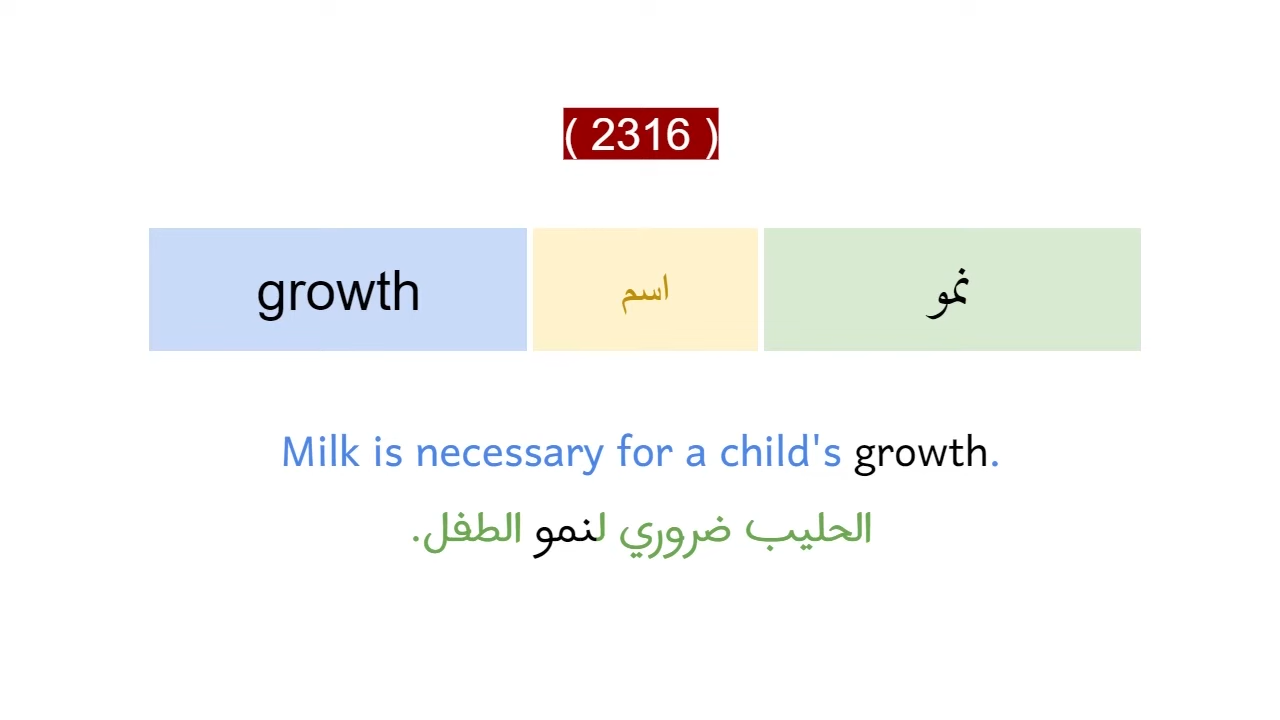 ( 2316 )
growth اسم نمو
Milk is necessary for a child's growth.
الحليب ضروري لنمو الطفل.